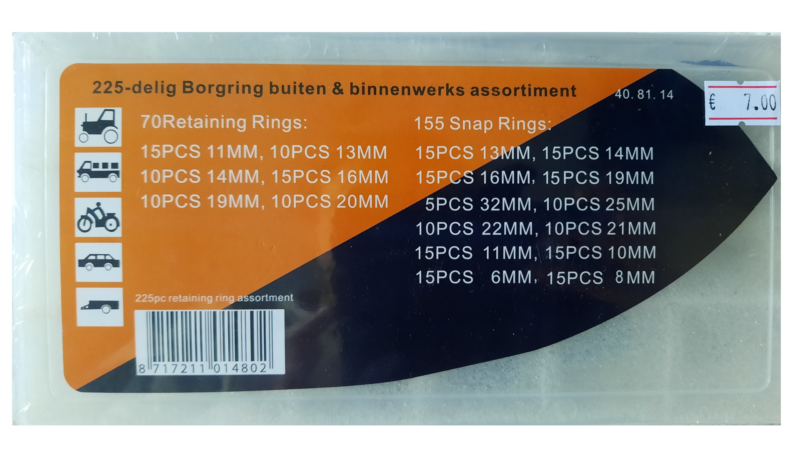 225-delig Borgring buiten & binnenwerks assortiment
40. 81. 14
€ 7.00
70Retaining Rings:
15PCS 11MM, 10PCS 13MM
10PCS 14MM, 15PCS 16MM
10PCS 19MM, 10PCS 20MM
155 Snap Rings:
15PCS 13MM, 15PCS 14MM
15PCS 16MM, 15PCS 19MM
5PCS 32MM, 10PCS 25MM
10PCS 22MM, 10PCS 21MM
15PCS 11MM, 15PCS 10MM
15PCS 6MM, 15PCS 8MM
225pc retaining ring assortment
8 717211 014802